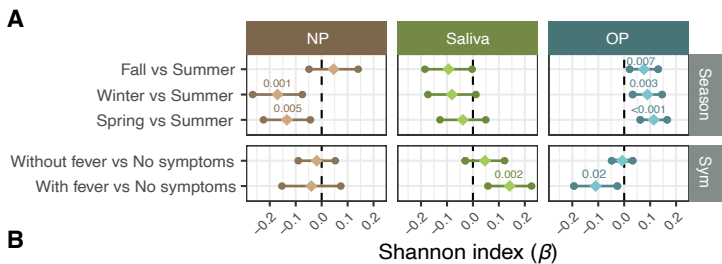 A
NP Saliva OP
Fall vs Summer 0.007
Winter vs Summer 0.001 0.003
Spring vs Summer 0.005 <0.001
Season
Without fever vs No symptoms
With fever vs No symptoms 0.002 0.02
Sym
−0.2 −0.1 0.0 0.1 0.2 −0.2 −0.1 0.0 0.1 0.2 −0.2 −0.1 0.0 0.1 0.2
Shannon index (β)
B